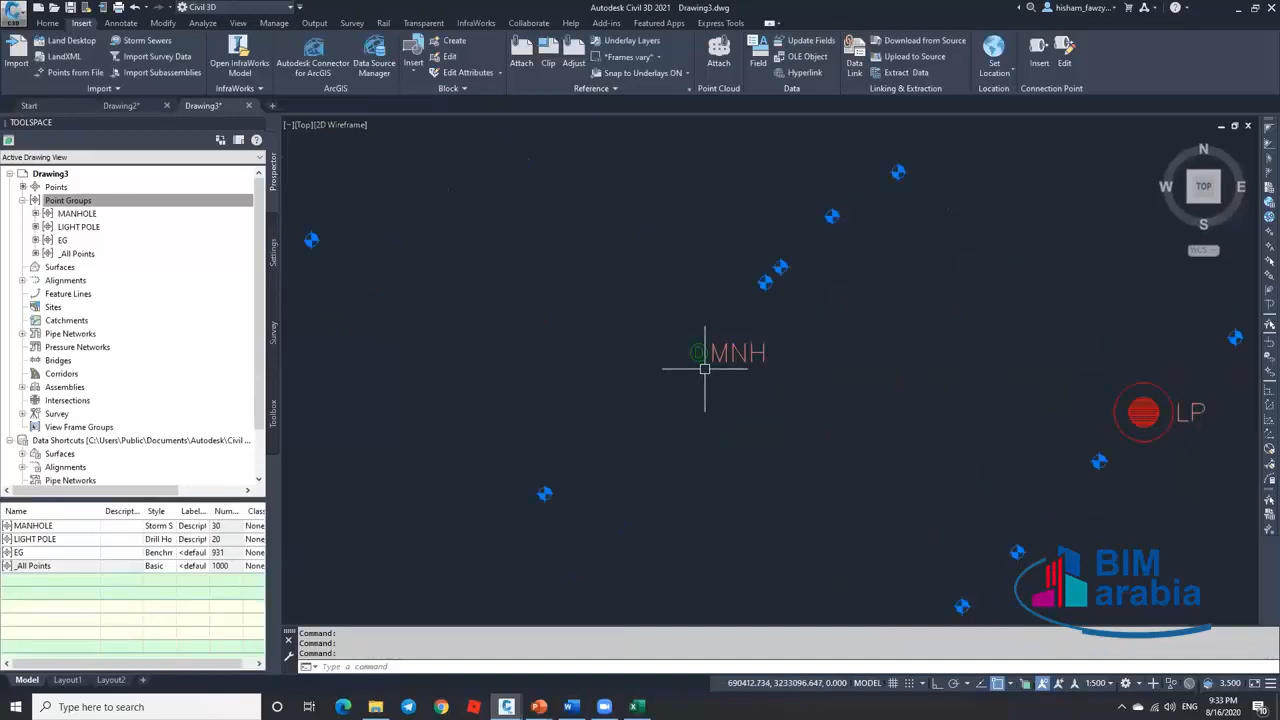 C3D
Civil 3D
Autodesk Civil 3D 2021 Drawing3.dwg
hisham_fawzy...
Home Insert Annotate Modify Analyze View Manage Output Survey Rail Transparent InfraWorks Collaborate Help Add-ins Featured Apps Express Tools
Import
Land Desktop
LandXML
Points from File
Storm Sewers
Import Survey Data
Import Subassemblies
Import
Open InfraWorks
Model
InfraWorks
Autodesk Connector
for ArcGIS
Data Source
Manager
ArcGIS
Insert
Create
Edit
Edit Attributes
Block
Attach
Clip
Adjust
Underlay Layers
*Frames vary*
Snap to Underlays ON
Reference
Attach
Point Cloud
Field
Update Fields
OLE Object
Hyperlink
Data
Data
Link
Download from Source
Upload to Source
Extract Data
Linking & Extraction
Set
Location
Location
Insert
Edit
Connection Point
Start Drawing2* Drawing3*
TOOLSPACE
Active Drawing View
Drawing3
Points
Point Groups
MANHOLE
LIGHT POLE
EG
_All Points
Surfaces
Alignments
Feature Lines
Sites
Catchments
Pipe Networks
Pressure Networks
Bridges
Corridors
Assemblies
Intersections
Survey
View Frame Groups
Data Shortcuts [C:\Users\Public\Documents\Autodesk\Civil ...
Surfaces
Alignments
Pipe Networks
Prospector
Settings
Survey
Toolbox
Name Descript... Style Label... Num... Class
MANHOLE Storm S Descript 30 None
LIGHT POLE Drill Ho Descript 20 None
EG Benchm <defaul 931 None
_All Points Basic <defaul 1000 None
[−][Top][2D Wireframe]
N
W TOP E
S
WCS
D MNH
LP
BIM
arabia
Command:
Command:
Command:
Type a command
Model Layout1 Layout2
690412.734, 3233096.647, 0.000 MODEL
1:500
3.500
Type here to search
9:33 PM
8/16/2020